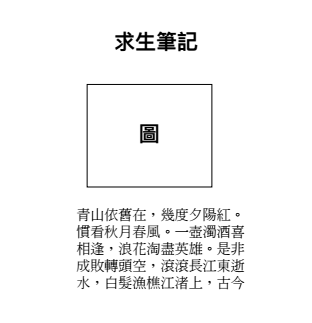 求生筆記
圖
青山依舊在，幾度夕陽紅。
慣看秋月春風。一壺濁酒喜
相逢，浪花淘盡英雄。是非
成敗轉頭空，滾滾長江東逝
水，白髮漁樵江渚上，古今